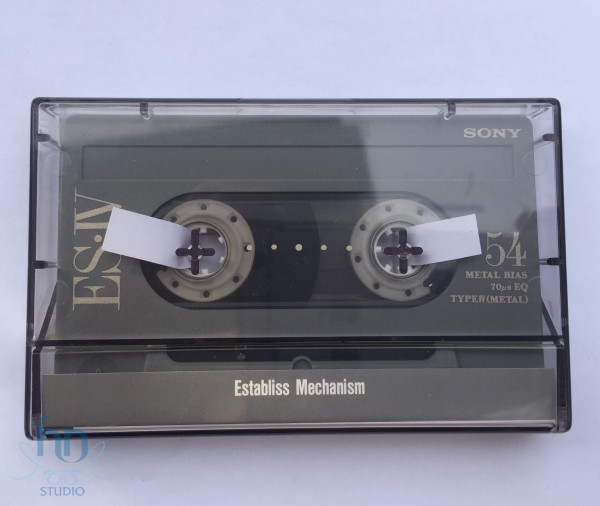 SONY
ES·IV
54
METAL BIAS
70μs EQ
TYPE IV (METAL)
Establiss Mechanism
STUDIO